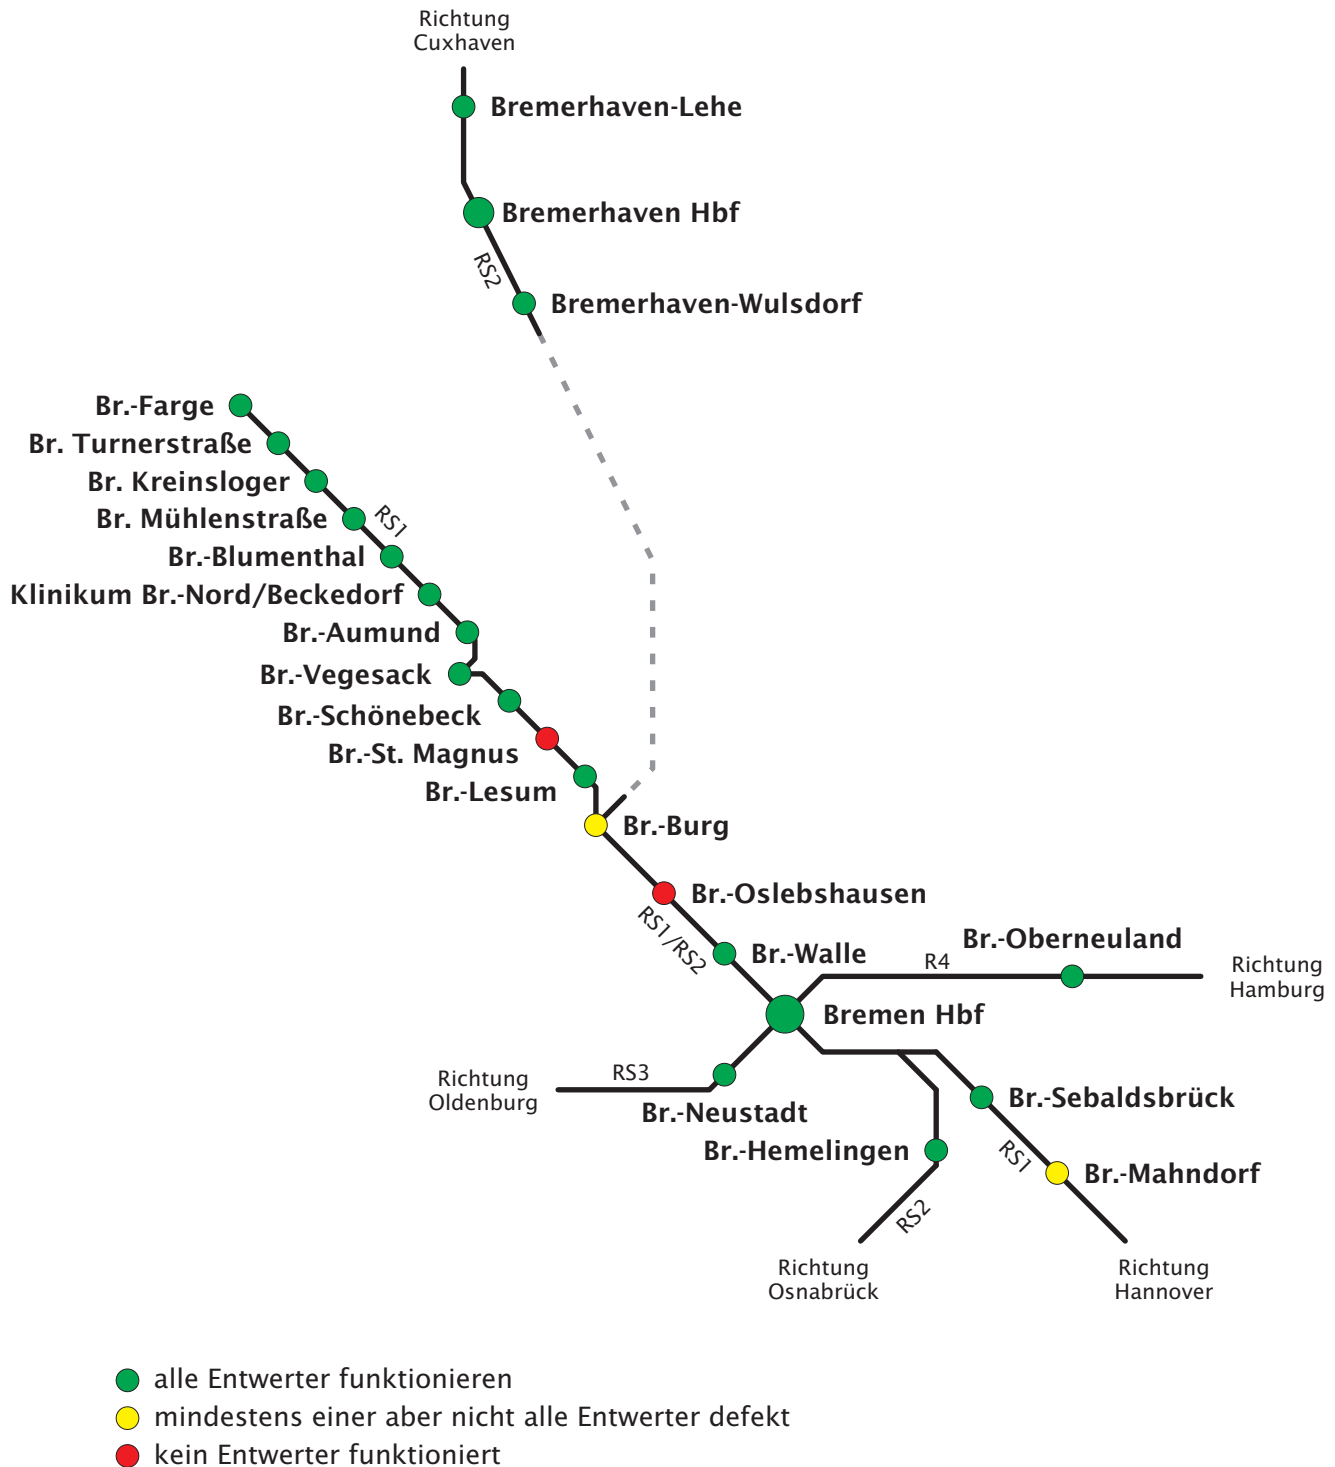 Richtung
Cuxhaven
Bremerhaven-Lehe
Bremerhaven Hbf
RS2
Bremerhaven-Wulsdorf
Br.-Farge
Br. Turnerstraße
Br. Kreinsloger
Br. Mühlenstraße
RS1
Br.-Blumenthal
Klinikum Br.-Nord/Beckedorf
Br.-Aumund
Br.-Vegesack
Br.-Schönebeck
Br.-St. Magnus
Br.-Lesum
Br.-Burg
Br.-Oslebshausen
RS1/RS2
Br.-Walle
Br.-Oberneuland
R4
Richtung
Hamburg
Bremen Hbf
RS3
Richtung
Oldenburg
Br.-Neustadt
Br.-Sebaldsbrück
Br.-Hemelingen
RS1
Br.-Mahndorf
RS2
Richtung
Osnabrück
Richtung
Hannover
alle Entwerter funktionieren
mindestens einer aber nicht alle Entwerter defekt
kein Entwerter funktioniert